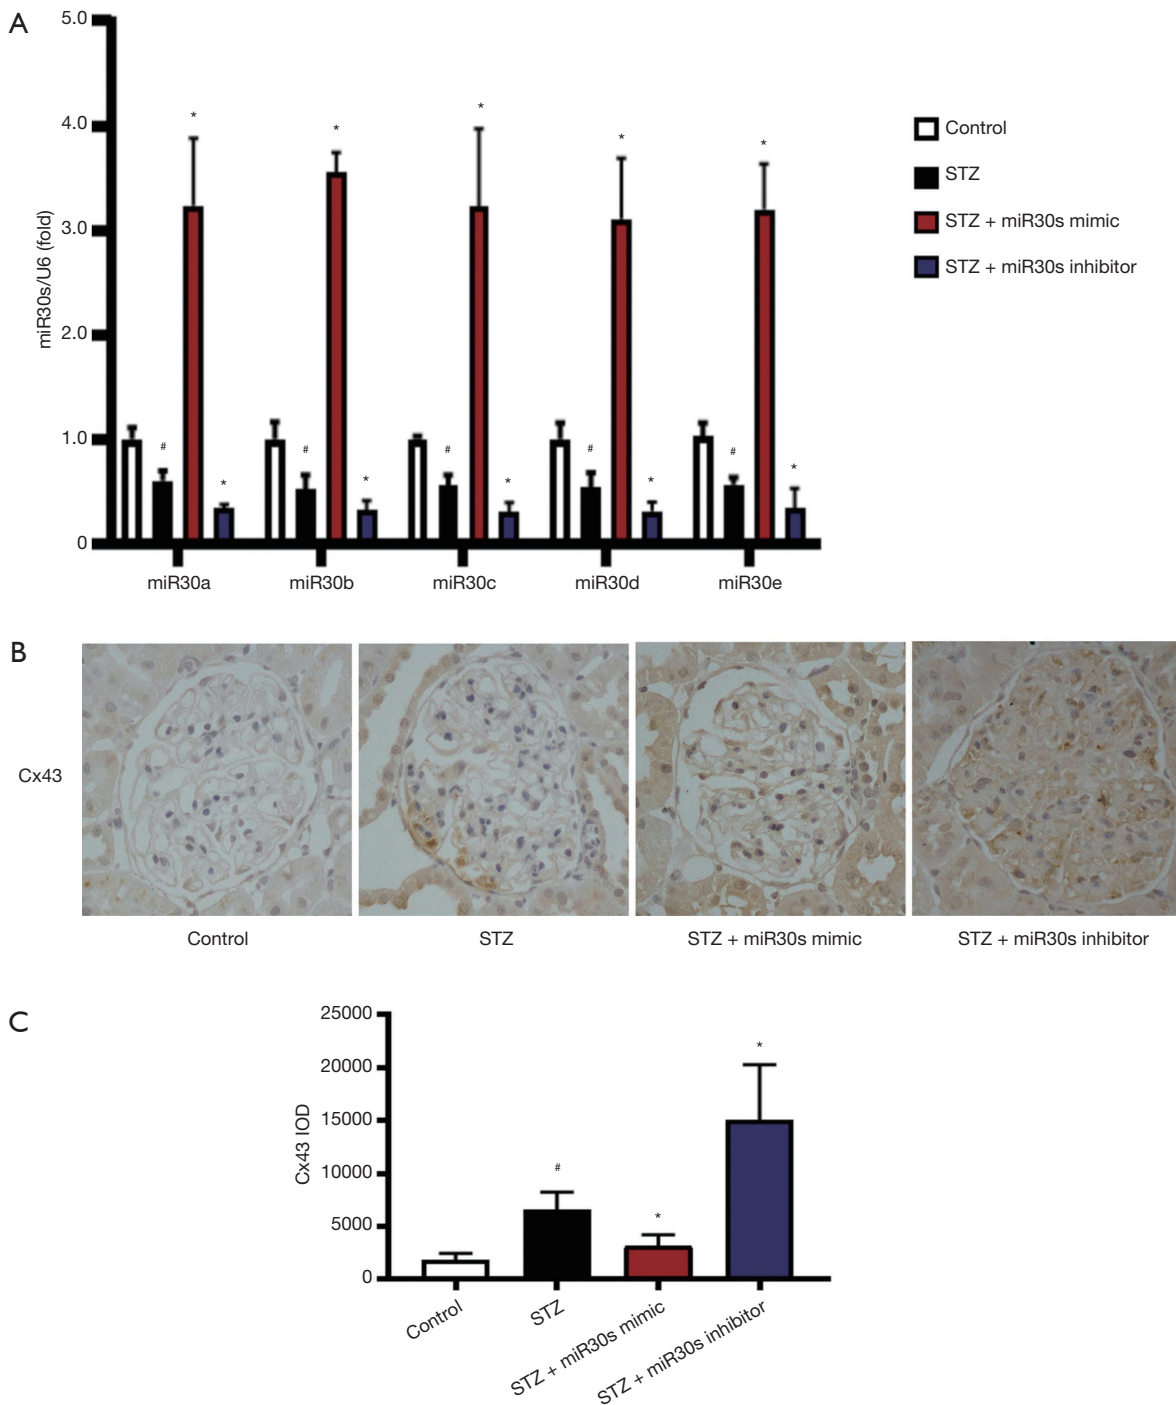 A
5.0
4.0
3.0
2.0
1.0
0
miR30s/U6 (fold)
* * * * *
# # # # #
* * * * *
miR30a miR30b miR30c miR30d miR30e
Control
STZ
STZ + miR30s mimic
STZ + miR30s inhibitor
B
Cx43
Control STZ STZ + miR30s mimic STZ + miR30s inhibitor
C
25000
20000
15000
10000
5000
0
Cx43 IOD
# * *
Control
STZ
STZ + miR30s mimic
STZ + miR30s inhibitor